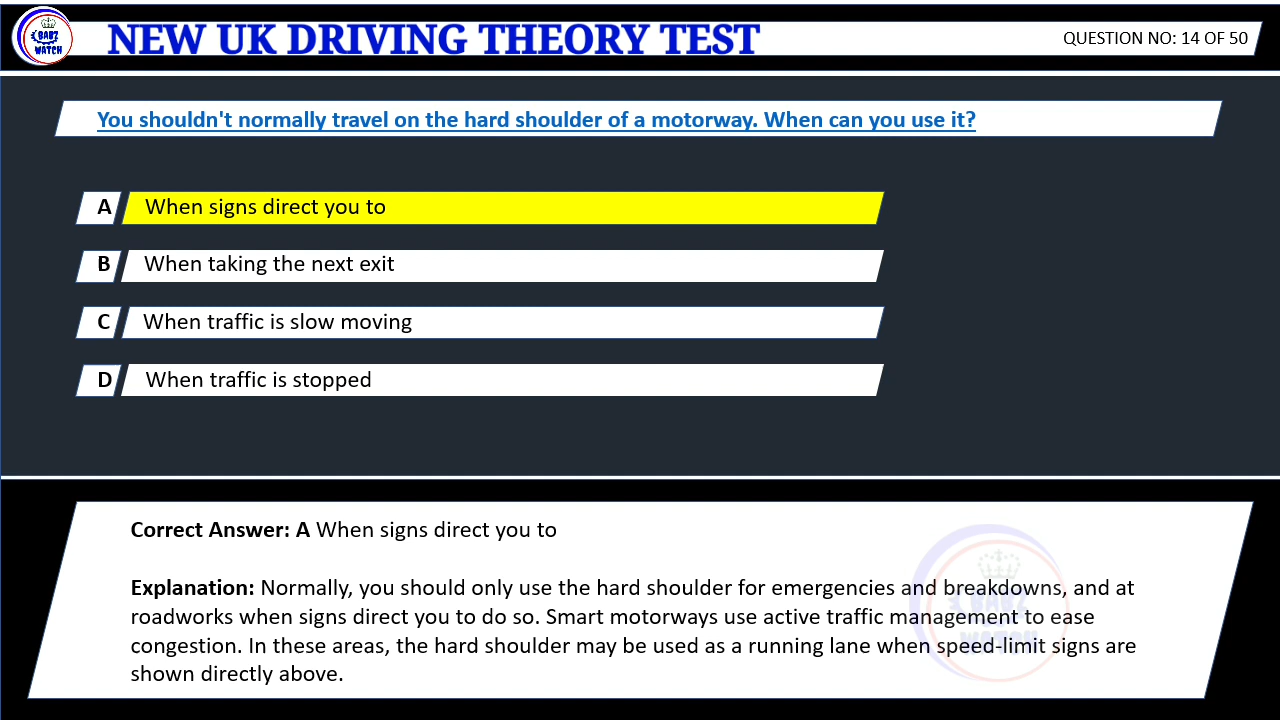 BABZ
WATCH
NEW UK DRIVING THEORY TEST
QUESTION NO: 14 OF 50
You shouldn't normally travel on the hard shoulder of a motorway. When can you use it?
A When signs direct you to
B When taking the next exit
C When traffic is slow moving
D When traffic is stopped
Correct Answer: A When signs direct you to
Explanation: Normally, you should only use the hard shoulder for emergencies and breakdowns, and at
roadworks when signs direct you to do so. Smart motorways use active traffic management to ease
congestion. In these areas, the hard shoulder may be used as a running lane when speed-limit signs are
shown directly above.
BABZ
WATCH